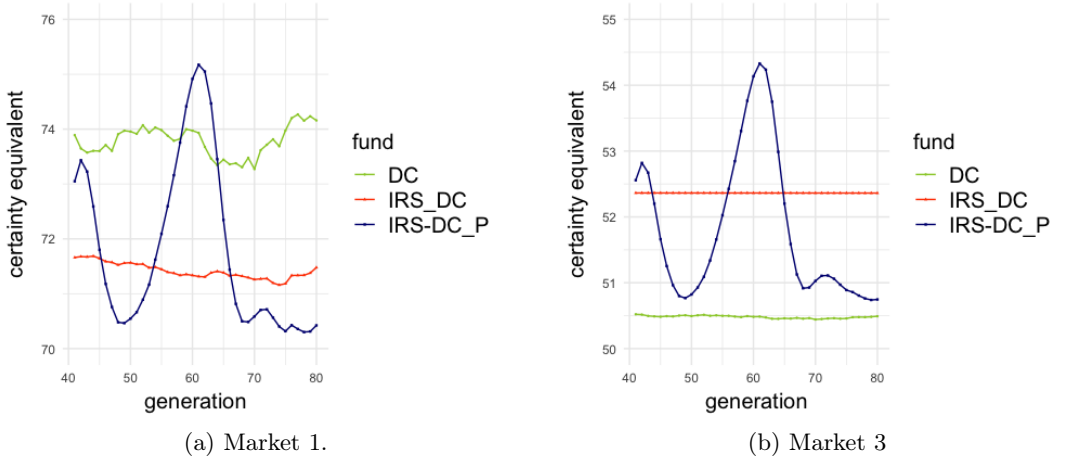 76
74
72
70
certainty equivalent
40 50 60 70 80
generation
fund
DC
IRS_DC
IRS-DC_P
(a) Market 1.
55
54
53
52
51
50
certainty equivalent
40 50 60 70 80
generation
fund
DC
IRS_DC
IRS-DC_P
(b) Market 3